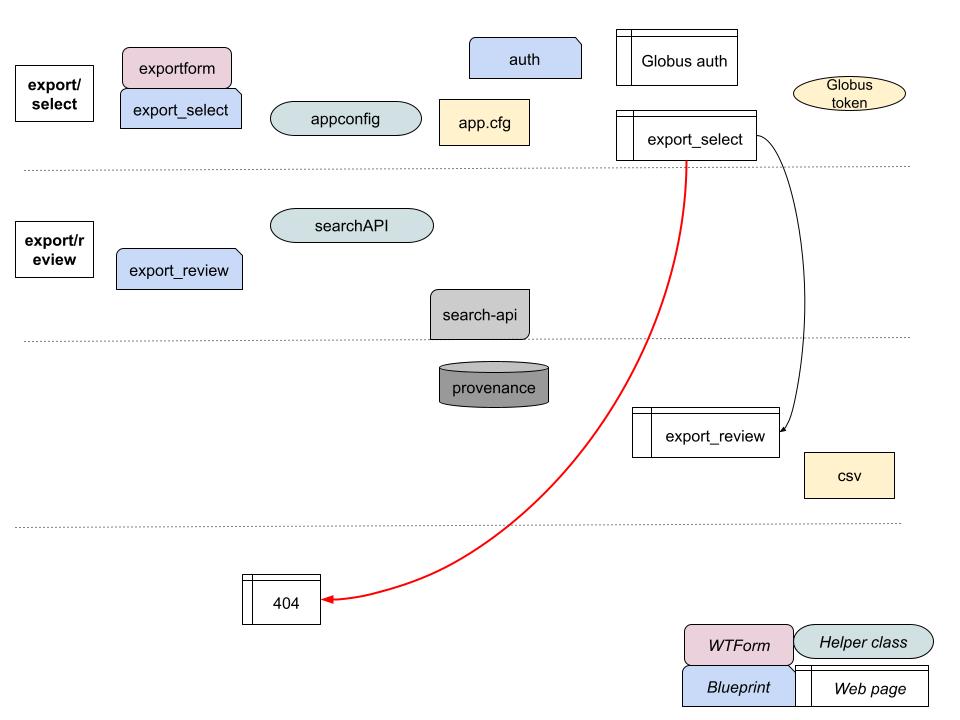 export/
select
exportform
export_select
appconfig
auth
app.cfg
Globus auth
export_select
Globus
token
export/r
eview
searchAPI
export_review
search-api
provenance
export_review
csv
404
WTForm
Helper class
Blueprint
Web page